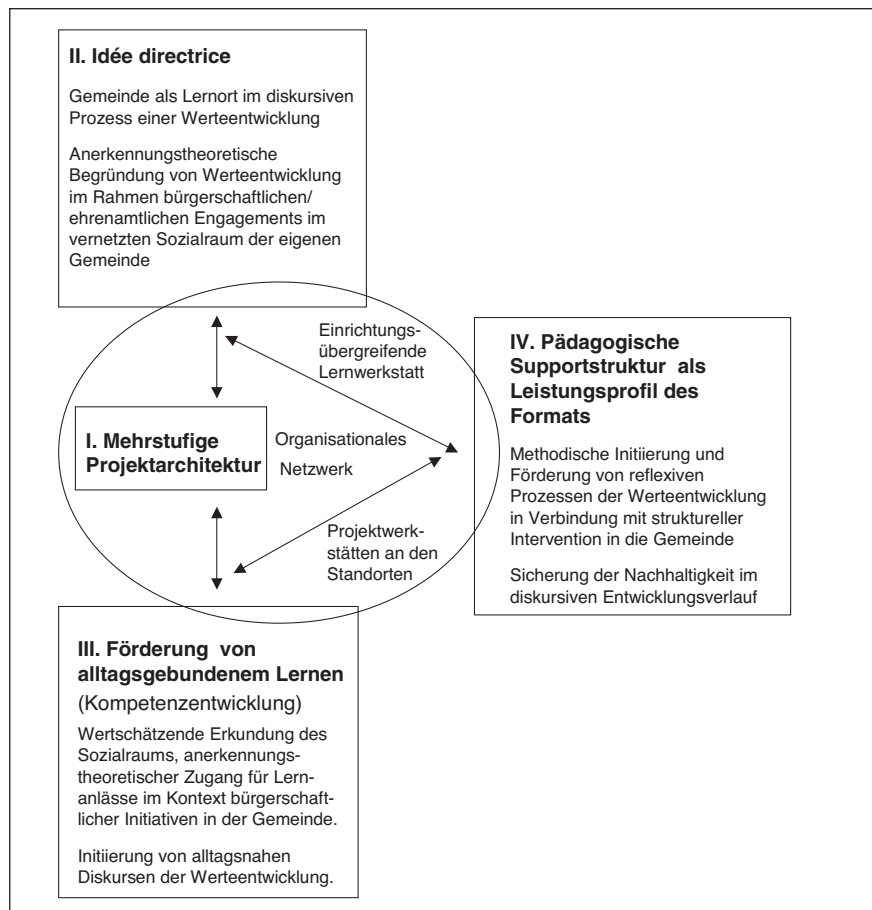 II. Idée directrice
Gemeinde als Lernort im diskursiven
Prozess einer Werteentwicklung
Anerkennungstheoretische
Begründung von Werteentwicklung
im Rahmen bürgerschaftlichen/
ehrenamtlichen Engagements im
vernetzten Sozialraum der eigenen
Gemeinde
Einrichtungs-
übergreifende
Lernwerkstatt
I. Mehrstufige
Projektarchitektur
Organisationales
Netzwerk
Projektwerk-
stätten an den
Standorten
IV. Pädagogische
Supportstruktur als
Leistungsprofil des
Formats
Methodische Initiierung und
Förderung von reflexiven
Prozessen der Werteentwicklung
in Verbindung mit struktureller
Intervention in die Gemeinde
Sicherung der Nachhaltigkeit im
diskursiven Entwicklungsverlauf
III. Förderung von
alltagsgebundenem Lernen
(Kompetenzentwicklung)
Wertschätzende Erkundung des
Sozialraums, anerkennungs-
theoretischer Zugang für Lern-
anlässe im Kontext bürgerschaft-
licher Initiativen in der Gemeinde.
Initiierung von alltagsnahen
Diskursen der Werteentwicklung.